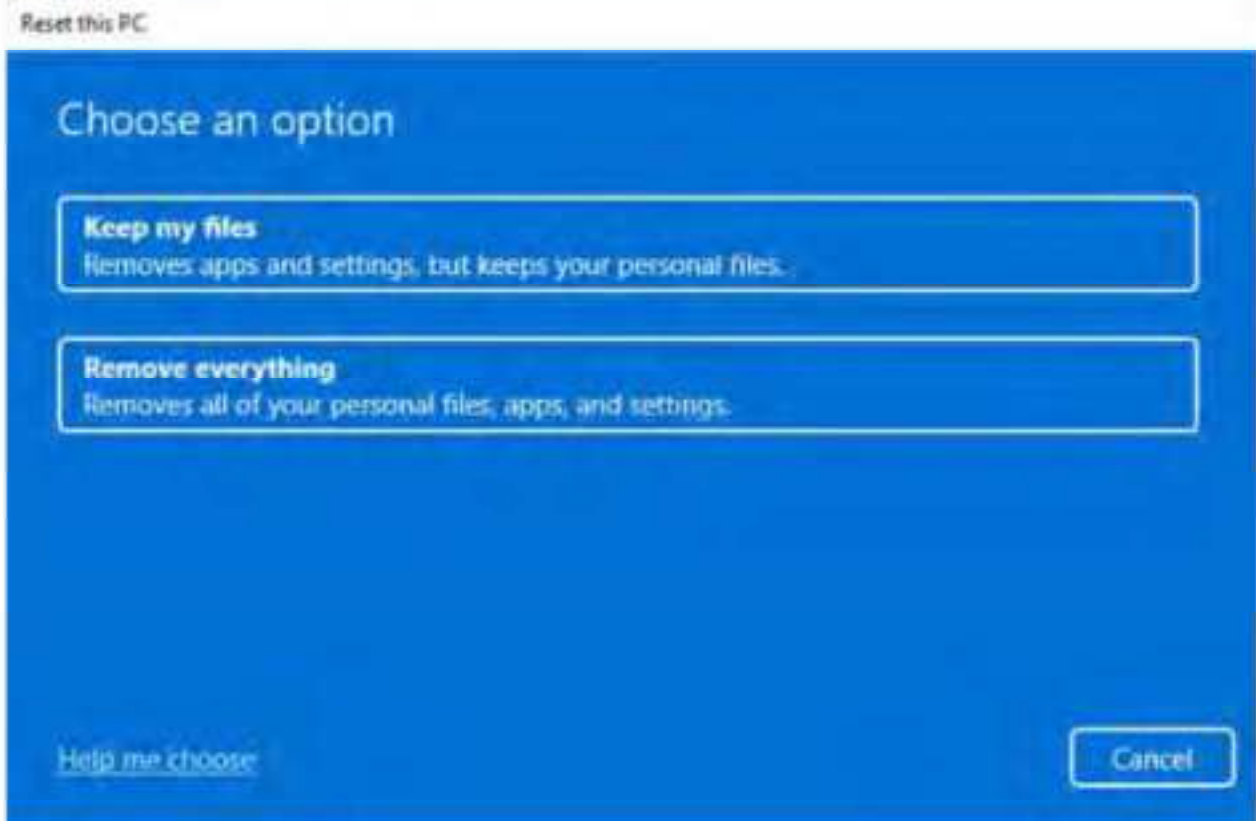 Reset this PC
Choose an option
Keep my files
Removes apps and settings, but keeps your personal files.
Remove everything
Removes all of your personal files, apps, and settings.
Help me choose
Cancel